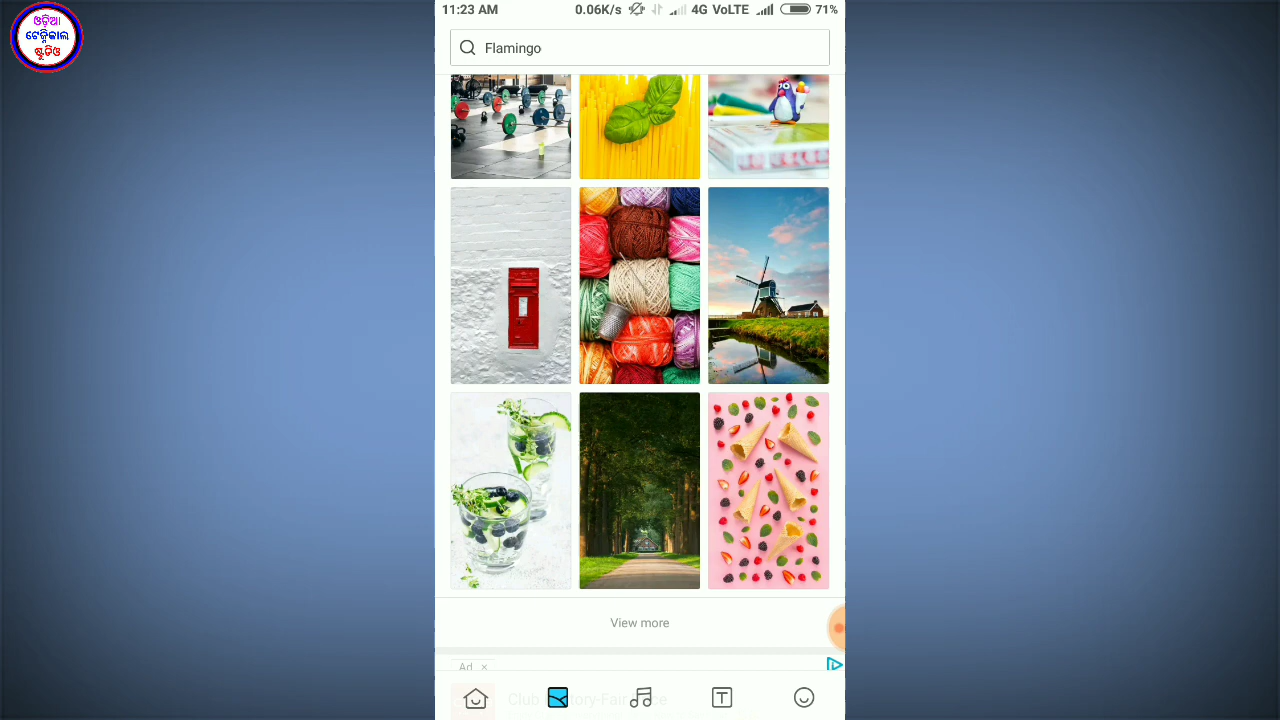 ଓଡ଼ିଆ
ଟେକ୍ନିକାଲ
ଷ୍ଟୁଡିଓ
11:23 AM
0.06K/s
4G VoLTE
71%
Flamingo
View more
Ad